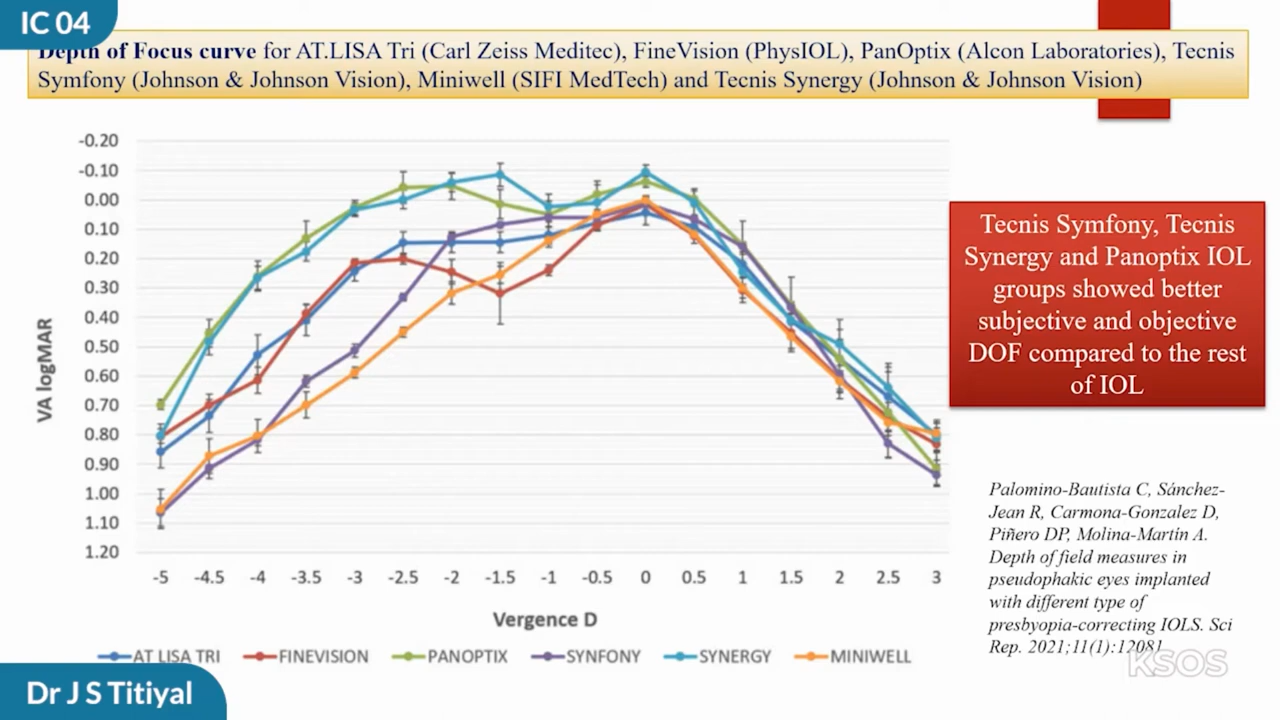 IC 04
Depth of Focus curve for AT.LISA Tri (Carl Zeiss Meditec), FineVision (PhysIOL), PanOptix (Alcon Laboratories), Tecnis
Symfony (Johnson & Johnson Vision), Miniwell (SIFI MedTech) and Tecnis Synergy (Johnson & Johnson Vision)
-0.20
-0.10
0.00
0.10
0.20
0.30
0.40
0.50
0.60
0.70
0.80
0.90
1.00
1.10
1.20
VA logMAR
-5 -4.5 -4 -3.5 -3 -2.5 -2 -1.5 -1 -0.5 0 0.5 1 1.5 2 2.5 3
Vergence D
AT LISA TRI FINEVISION PANOPTIX SYNFONY SYNERGY MINIWELL
Tecnis Symfony, Tecnis
Synergy and Panoptix IOL
groups showed better
subjective and objective
DOF compared to the rest
of IOL
Palomino-Bautista C, Sánchez-
Jean R, Carmona-Gonzalez D,
Piñero DP, Molina-Martín A.
Depth of field measures in
pseudophakic eyes implanted
with different type of
presbyopia-correcting IOLS. Sci
Rep. 2021;11(1):12081
KSOS
Dr J S Titiyal